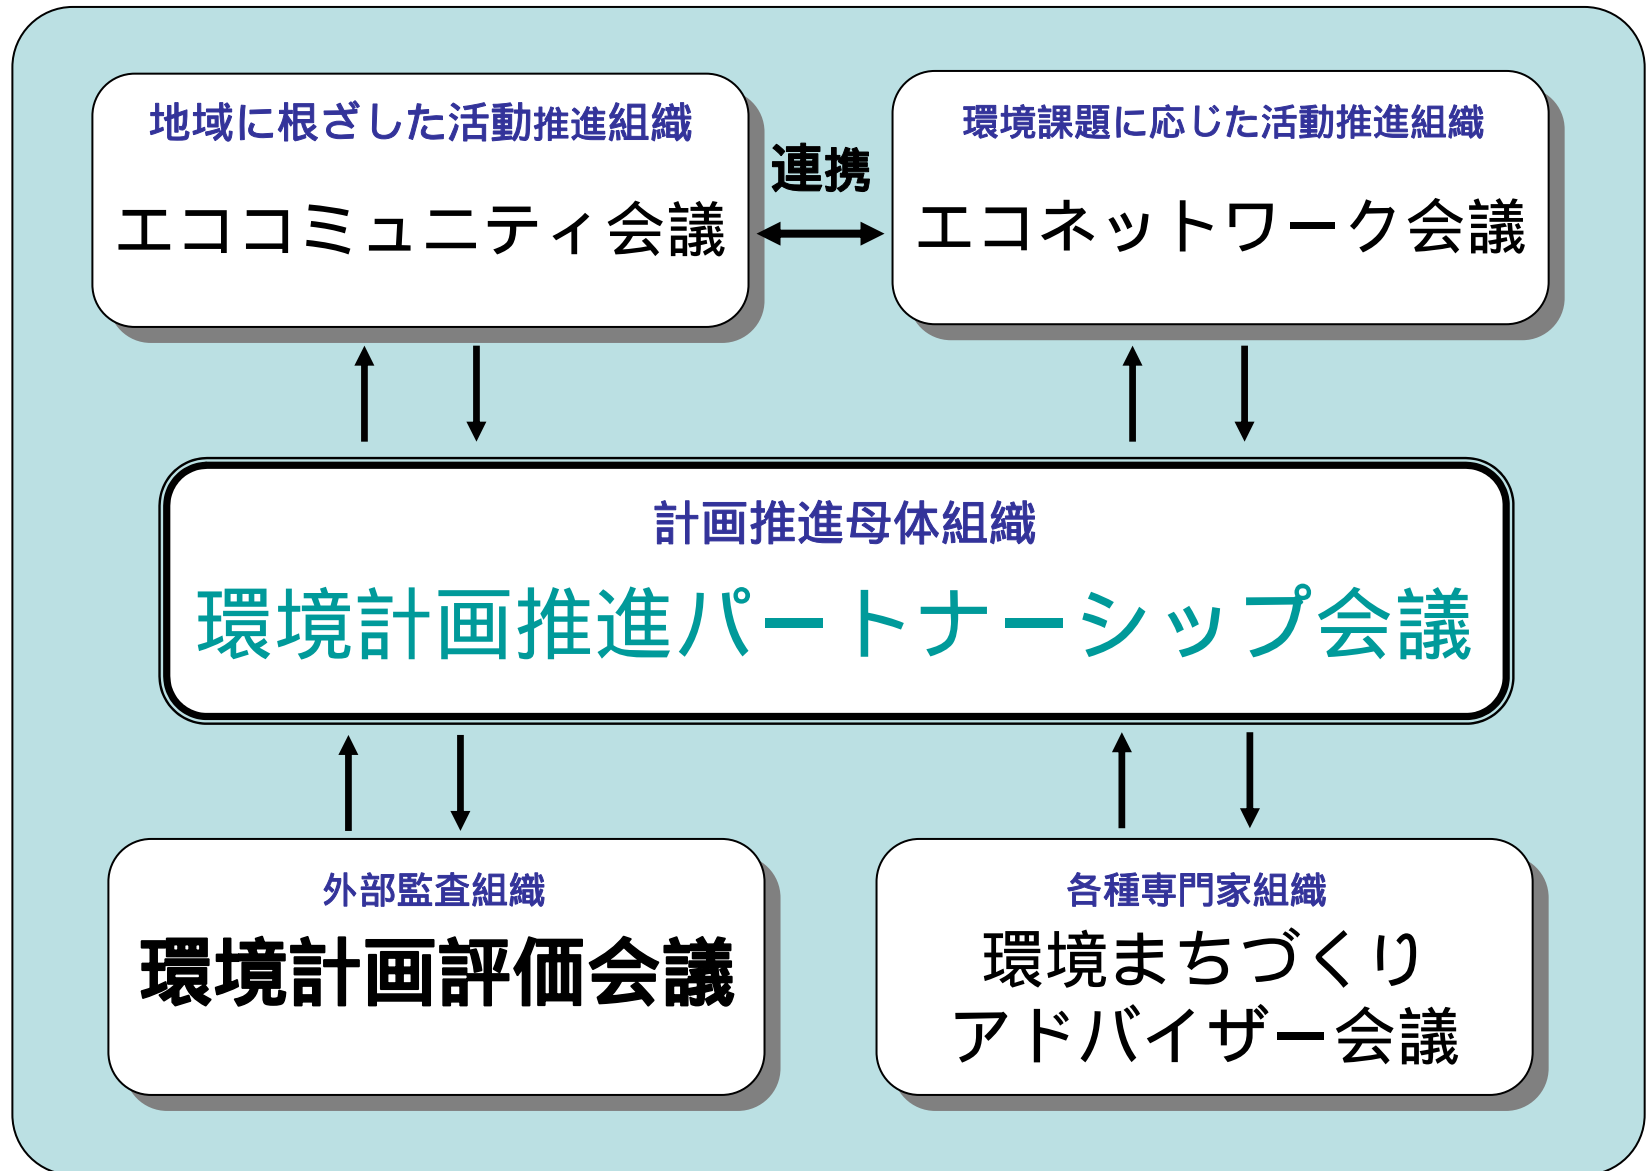 地域に根ざした活動推進組織
エココミュニティ会議
連携
環境課題に応じた活動推進組織
エコネットワーク会議
計画推進母体組織
環境計画推進パートナーシップ会議
外部監査組織
環境計画評価会議
各種専門家組織
環境まちづくり
アドバイザー会議